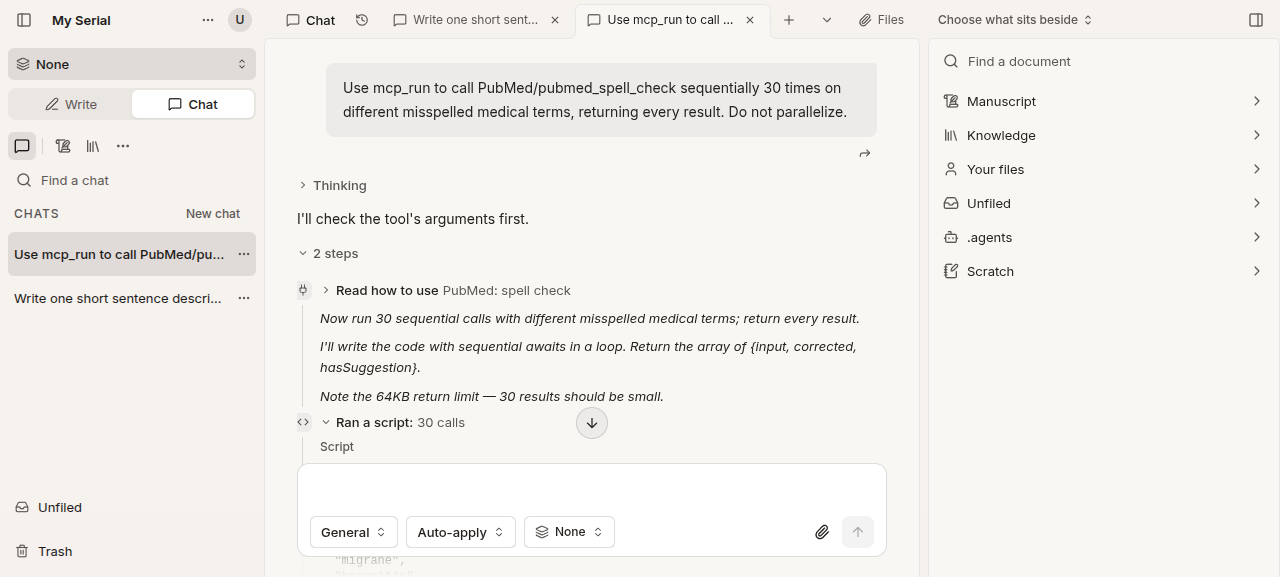 My Serial
U
None
Write
Chat
Find a chat
CHATS
New chat
Use mcp_run to call PubMed/pu...
Write one short sentence descri...
Unfiled
Trash
Chat
Write one short sent...
Use mcp_run to call ...
Files
Use mcp_run to call PubMed/pubmed_spell_check sequentially 30 times on
different misspelled medical terms, returning every result. Do not parallelize.
Thinking
I'll check the tool's arguments first.
2 steps
Read how to use PubMed: spell check
Now run 30 sequential calls with different misspelled medical terms; return every result.
I'll write the code with sequential awaits in a loop. Return the array of {input, corrected,
hasSuggestion}.
Note the 64KB return limit — 30 results should be small.
Ran a script: 30 calls
Script
General
Auto-apply
None
"migrane",
Choose what sits beside
Find a document
Manuscript
Knowledge
Your files
Unfiled
.agents
Scratch